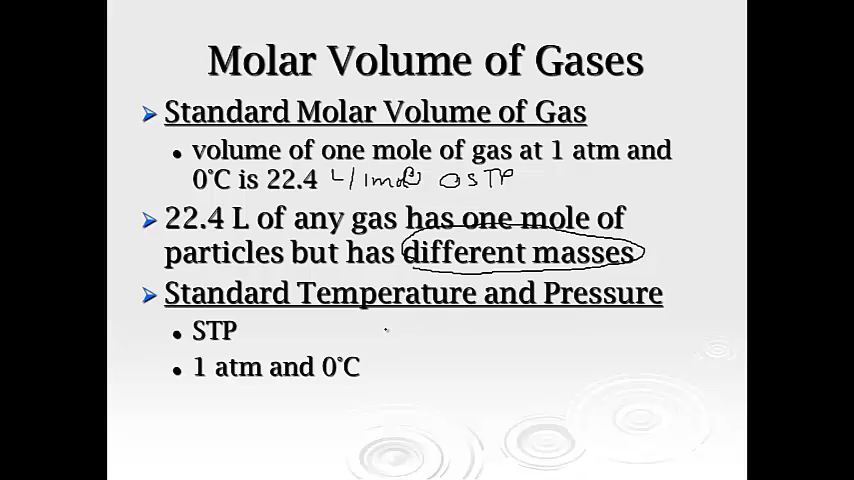 Molar Volume of Gases
Standard Molar Volume of Gas
volume of one mole of gas at 1 atm and
0°C is 22.4 L/1mol @STP
22.4 L of any gas has one mole of
particles but has different masses
Standard Temperature and Pressure
STP
1 atm and 0°C